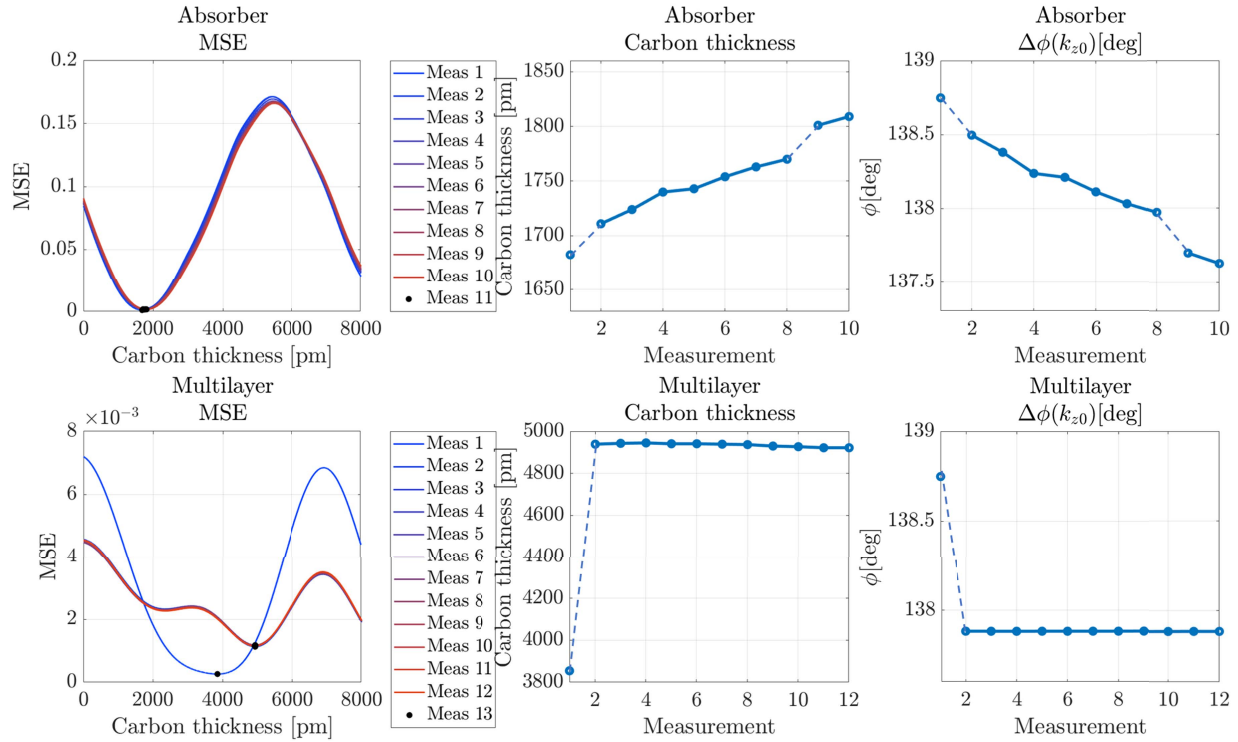 Absorber
MSE
0.2
0.15
0.1
0.05
0
MSE
0 2000 4000 6000 8000
Carbon thickness [pm]
Meas 1
Meas 2
Meas 3
Meas 4
Meas 5
Meas 6
Meas 7
Meas 8
Meas 9
Meas 10
Meas 11
Absorber
Carbon thickness
1850
1800
1750
1700
1650
Carbon thickness [pm]
2 4 6 8 10
Measurement
Absorber
Δϕ(k_{z0})[deg]
139
138.5
138
137.5
ϕ[deg]
2 4 6 8 10
Measurement
Multilayer
MSE
×10⁻³
8
6
4
2
0
MSE
0 2000 4000 6000 8000
Carbon thickness [pm]
Meas 1
Meas 2
Meas 3
Meas 4
Meas 5
Meas 6
Meas 7
Meas 8
Meas 9
Meas 10
Meas 11
Meas 12
Meas 13
Multilayer
Carbon thickness
5000
4800
4600
4400
4200
4000
3800
Carbon thickness [pm]
2 4 6 8 10 12
Measurement
Multilayer
Δϕ(k_{z0})[deg]
139
138.5
138
ϕ[deg]
2 4 6 8 10 12
Measurement